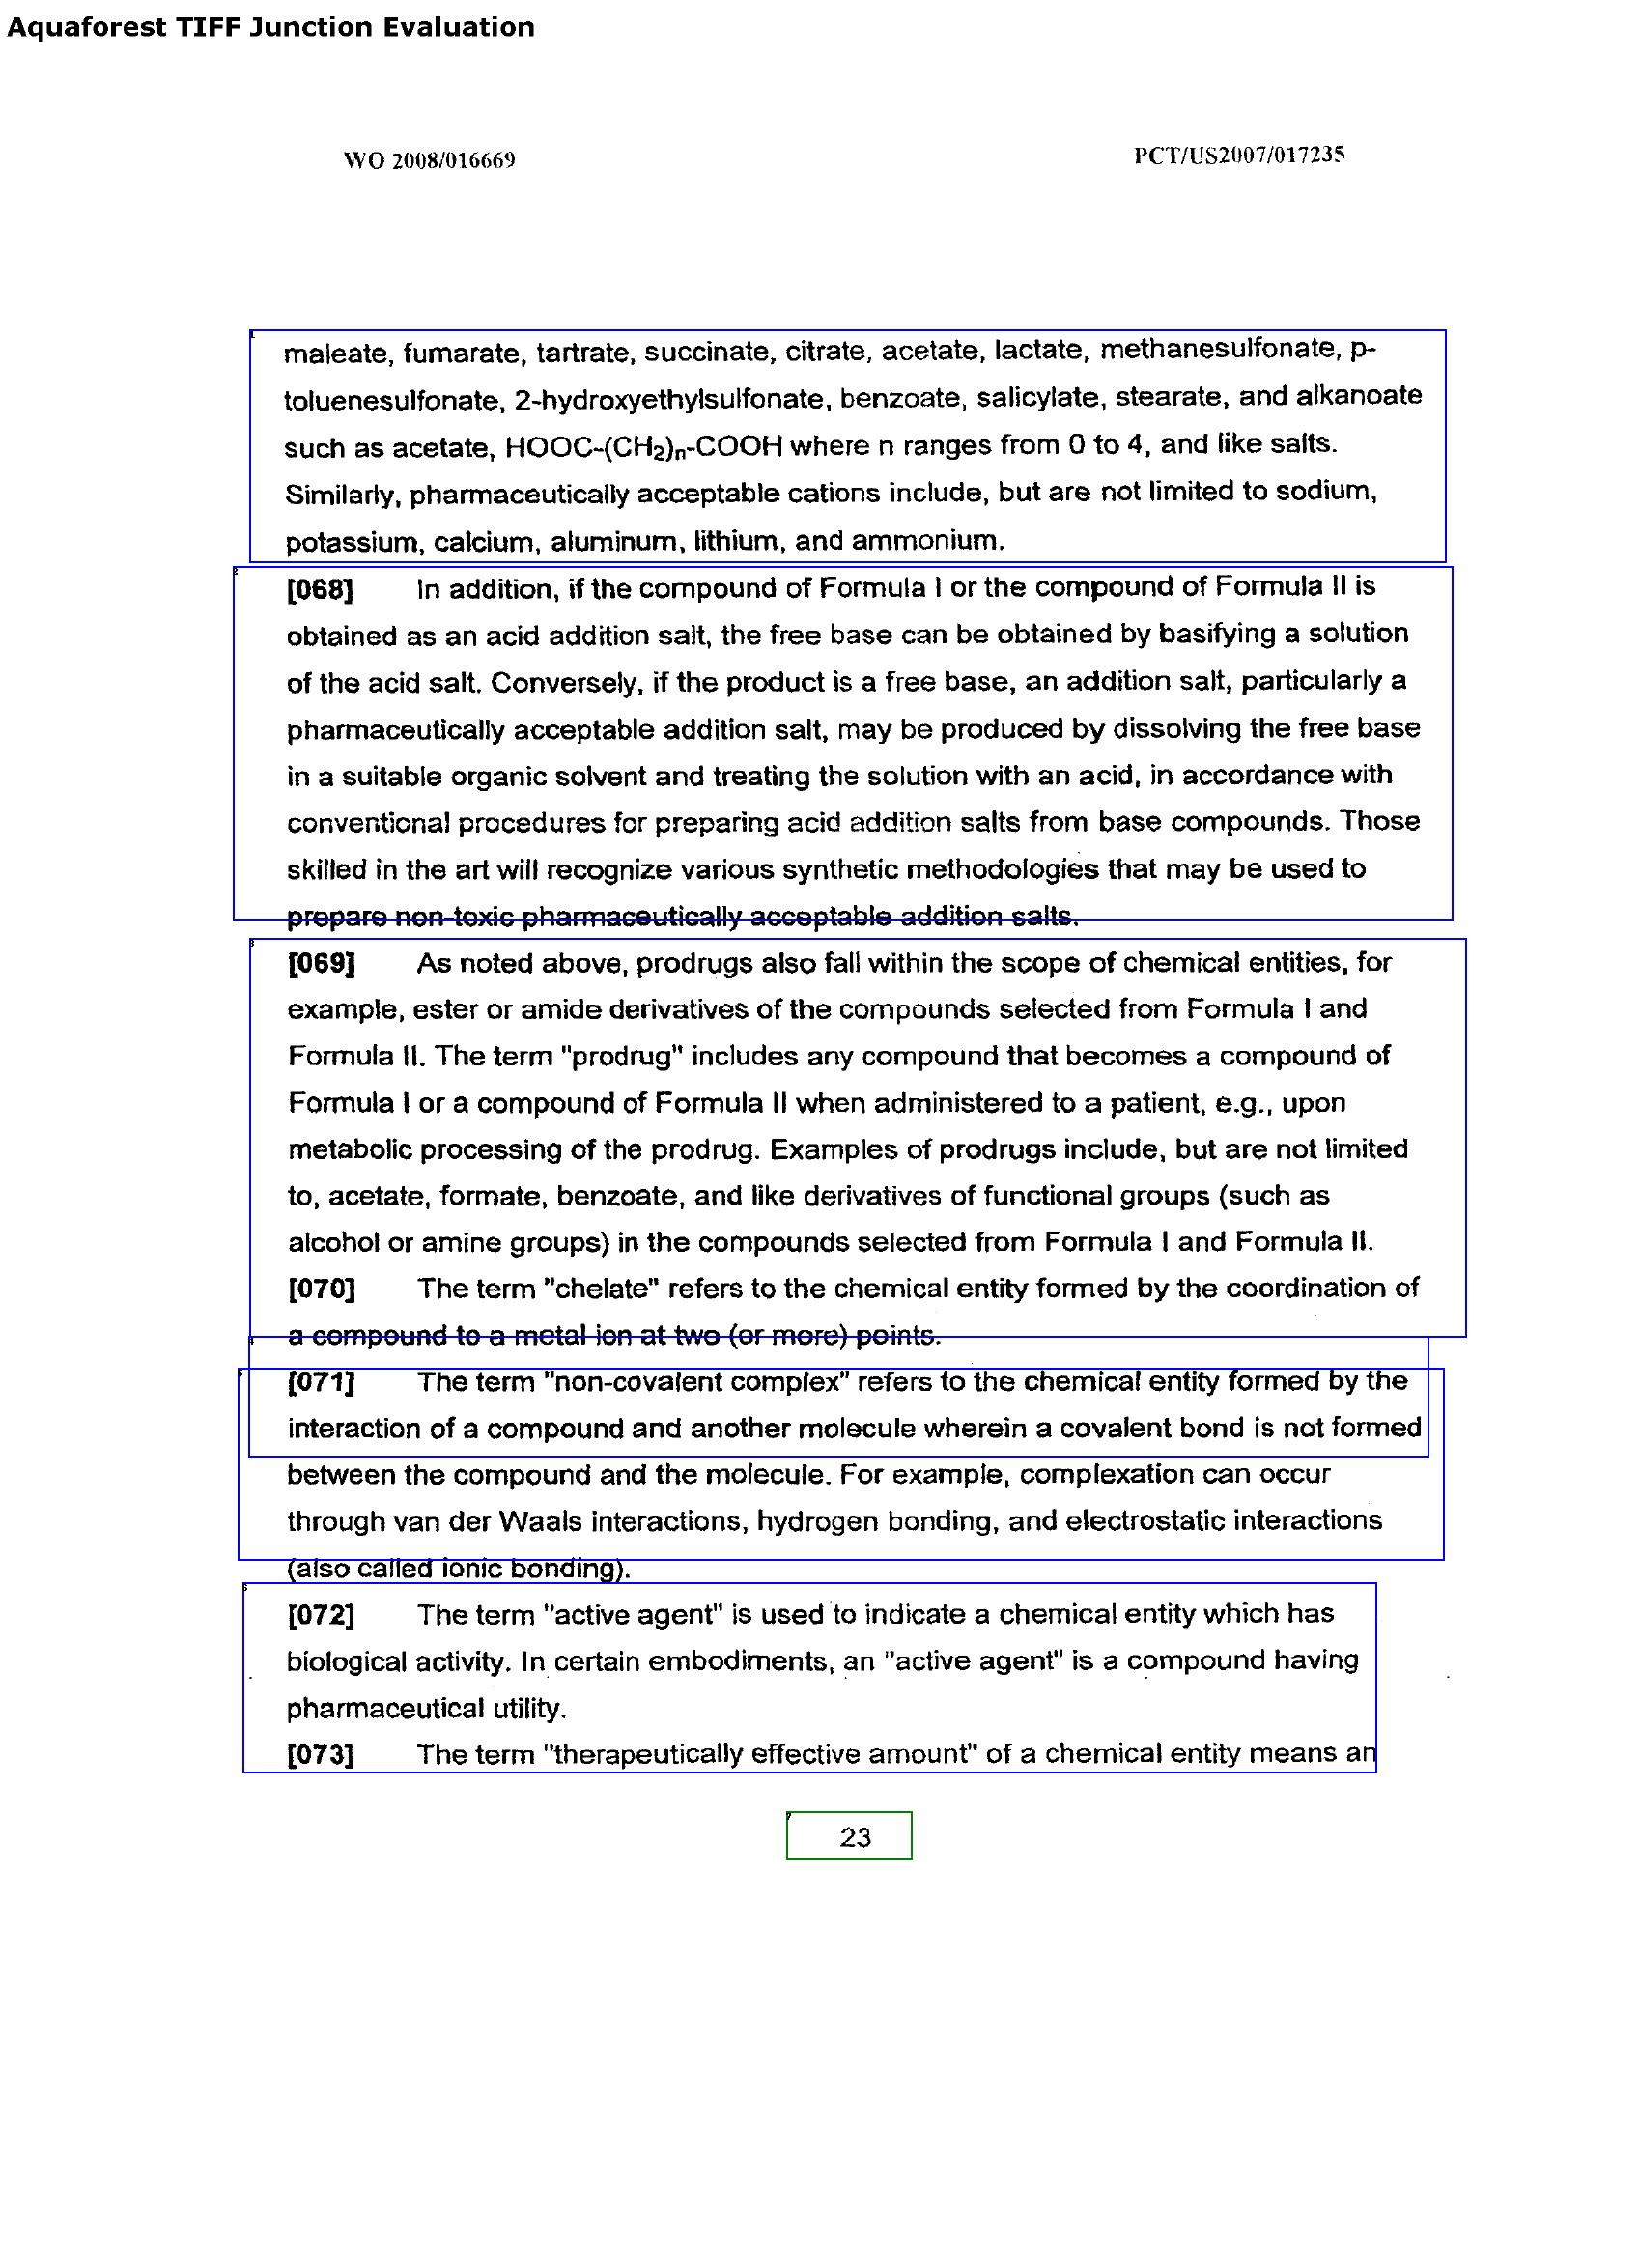 Aquaforest TIFF Junction Evaluation
WO 2008/016669 PCT/US2007/017235
maleate, fumarate, tartrate, succinate, citrate, acetate, lactate, methanesulfonate, p-
toluenesulfonate, 2-hydroxyethylsulfonate, benzoate, salicylate, stearate, and alkanoate
such as acetate, HOOC-(CH₂)ₙ-COOH where n ranges from 0 to 4, and like salts.
Similarly, pharmaceutically acceptable cations include, but are not limited to sodium,
potassium, calcium, aluminum, lithium, and ammonium.
[068] In addition, if the compound of Formula I or the compound of Formula II is
obtained as an acid addition salt, the free base can be obtained by basifying a solution
of the acid salt. Conversely, if the product is a free base, an addition salt, particularly a
pharmaceutically acceptable addition salt, may be produced by dissolving the free base
in a suitable organic solvent and treating the solution with an acid, in accordance with
conventional procedures for preparing acid addition salts from base compounds. Those
skilled in the art will recognize various synthetic methodologies that may be used to
prepare non-toxic pharmaceutically acceptable addition salts.
[069] As noted above, prodrugs also fall within the scope of chemical entities, for
example, ester or amide derivatives of the compounds selected from Formula I and
Formula II. The term "prodrug" includes any compound that becomes a compound of
Formula I or a compound of Formula II when administered to a patient, e.g., upon
metabolic processing of the prodrug. Examples of prodrugs include, but are not limited
to, acetate, formate, benzoate, and like derivatives of functional groups (such as
alcohol or amine groups) in the compounds selected from Formula I and Formula II.
[070] The term "chelate" refers to the chemical entity formed by the coordination of
a compound to a metal ion at two (or more) points.
[071] The term "non-covalent complex" refers to the chemical entity formed by the
interaction of a compound and another molecule wherein a covalent bond is not formed
between the compound and the molecule. For example, complexation can occur
through van der Waals interactions, hydrogen bonding, and electrostatic interactions
(also called ionic bonding).
[072] The term "active agent" is used to indicate a chemical entity which has
biological activity. In certain embodiments, an "active agent" is a compound having
pharmaceutical utility.
[073] The term "therapeutically effective amount" of a chemical entity means an
23